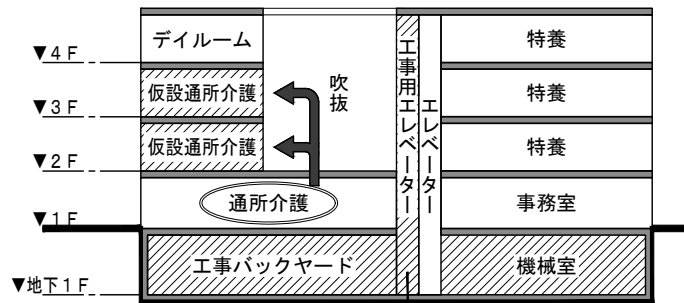 デイルーム
吹抜
工事用エレベーター
エレベーター
特養
▼4F
仮設通所介護
特養
▼3F
仮設通所介護
特養
▼2F
通所介護
事務室
▼1F
工事バックヤード
機械室
▼地下1F